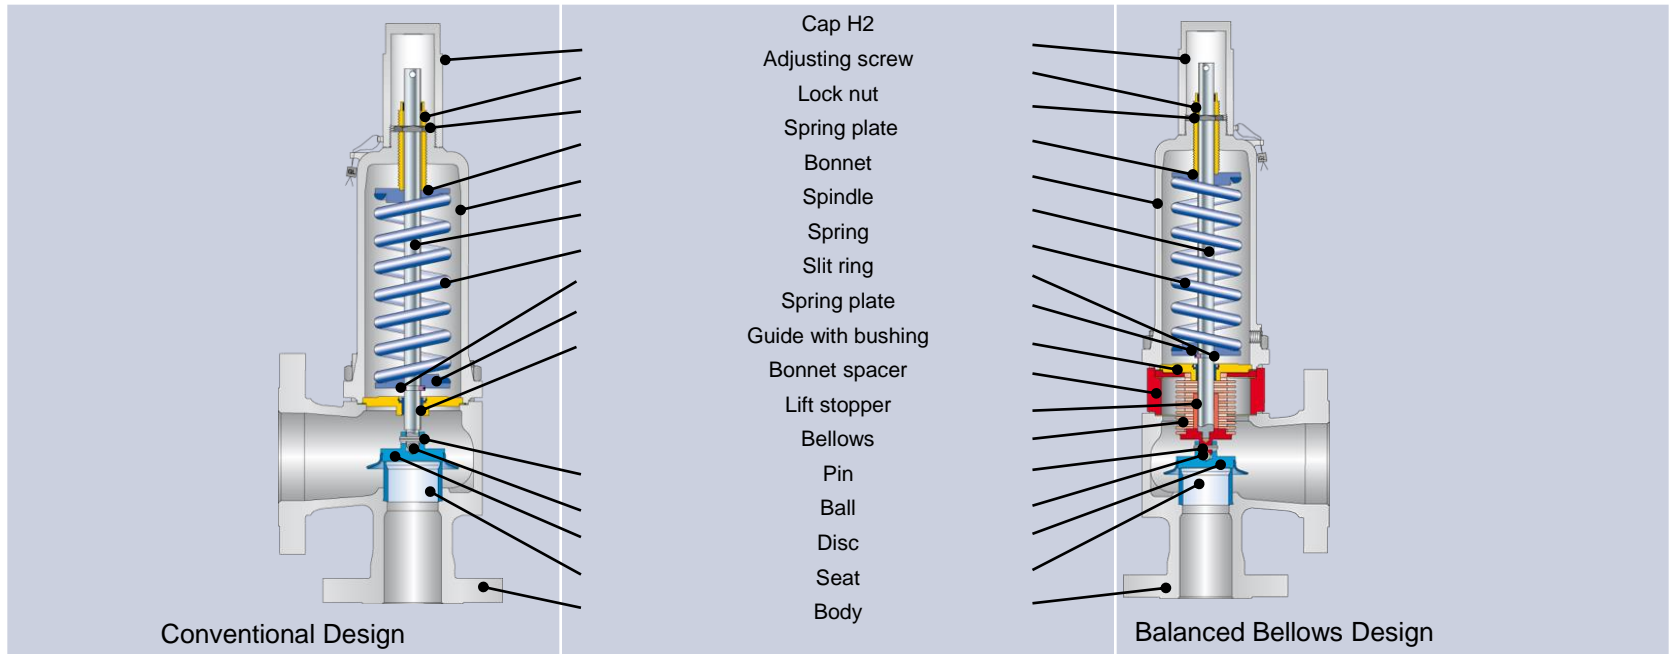 Cap H2
Adjusting screw
Lock nut
Spring plate
Bonnet
Spindle
Spring
Slit ring
Spring plate
Guide with bushing
Bonnet spacer
Lift stopper
Bellows
Pin
Ball
Disc
Seat
Body
Conventional Design
Balanced Bellows Design